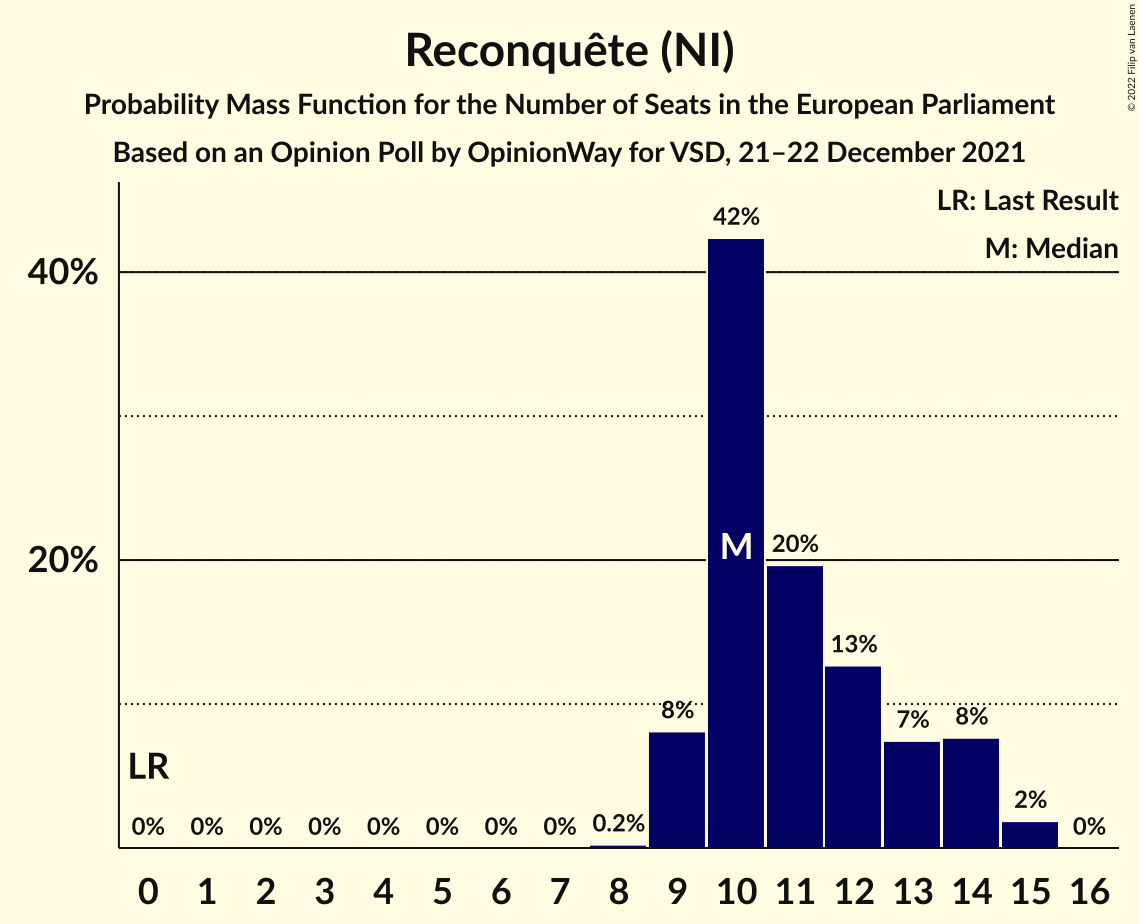 Reconquête (NI)
Probability Mass Function for the Number of Seats in the European Parliament
Based on an Opinion Poll by OpinionWay for VSD, 21–22 December 2021
© 2022 Filip van Laenen
LR: Last Result
M: Median
42%
40%
M
20%
20%
13%
8%
7%
8%
LR
2%
0% 0% 0% 0% 0% 0% 0% 0% 0.2% 0%
0 1 2 3 4 5 6 7 8 9 10 11 12 13 14 15 16